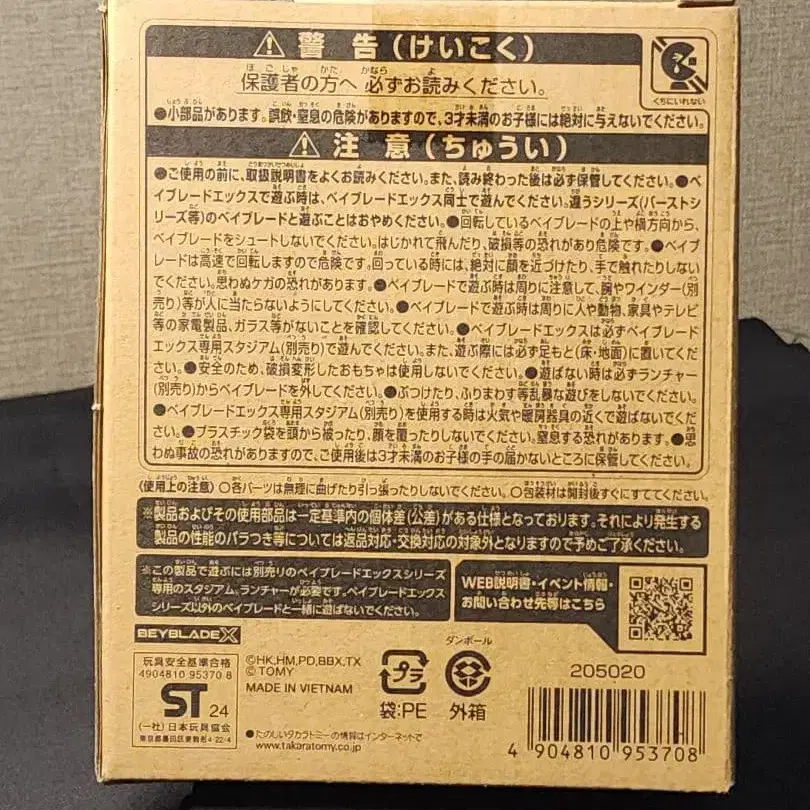 警告(けいこく)
くちにいれない
保護者の方へ 必ずお読みください。
●小部品があります。誤飲・窒息の危険がありますので、3才未満のお子様には絶対に与えないでください。
注意(ちゅうい)
●ご使用の前に、取扱説明書をよくお読みください。また、読み終わった後は必ず保管してください。●ベイ
ブレードエックスで遊ぶ時は、ベイブレードエックス同士で遊んでください。違うシリーズ(バーストシ
リーズ等)のベイブレードと遊ぶことはおやめください。●回転しているベイブレードの上や横方向から、
ベイブレードをシュートしないでください。はじかれて飛んだり、破損等の恐れがあり危険です。●ベイブ
レードは高速で回転しますので危険です。回っている時には、絶対に顔を近づけたり、手で触れたりしない
でください。思わぬケガの恐れがあります。●ベイブレードで遊ぶ時は周りに注意して、腕やワインダー(別
売り)等が人に当たらないようにしてください。●ベイブレードで遊ぶ時は周りに人や動物、家具やテレビ
等の家電製品、ガラス等がないことを確認してください。●ベイブレードエックスは必ずベイブレード
エックス専用スタジアム(別売り)で遊んでください。また、遊ぶ際には必ず足もと(床・地面)に置いてくだ
さい。●安全のため、破損変形したおもちゃは使用しないでください。●遊ばない時は必ずランチャー
(別売り)からベイブレードを外してください。●ぶつけたり、ふりまわす等乱暴な遊びをしないでください。
●ベイブレードエックス専用スタジアム(別売り)を使用する時は火気や暖房器具の近くで遊ばないでくだ
さい。●プラスチック袋を頭から被ったり、顔を覆ったりしないでください。窒息する恐れがあります。●思
わぬ事故の恐れがありますので、ご使用後は3才未満のお子様の手の届かないところに保管してください。
〈使用上の注意〉○各パーツは無理に曲げたり引っ張ったりしないでください。○包装材は開封後すぐにすててください。
※製品およびその使用部品は一定基準内の個体差(公差)がある仕様となっております。それにより発生する
製品の性能のバラつき等については返品対応・交換対応の対象外となりますので予めご了承ください。
※この製品で遊ぶには別売りのベイブレードエックスシリーズ
専用のスタジアム、ランチャーが必要です。ベイブレードエックス
シリーズ以外のベイブレードと一緒に遊ばないでください。
WEB説明書・イベント情報・
お問い合わせ先等はこちら
BEYBLADE X
玩具安全基準合格
4904810 95370 8
ST 24
(一社)日本玩具協会
東京都墨田区東駒形4-22-4
©HK,HM,PD,BBX,TX
© TOMY
MADE IN VIETNAM
●たのしいタカラトミーの情報はインターネットで
www.takaratomy.co.jp
プラ
袋:PE
ダンボール
外箱
205020
4 904810 953708